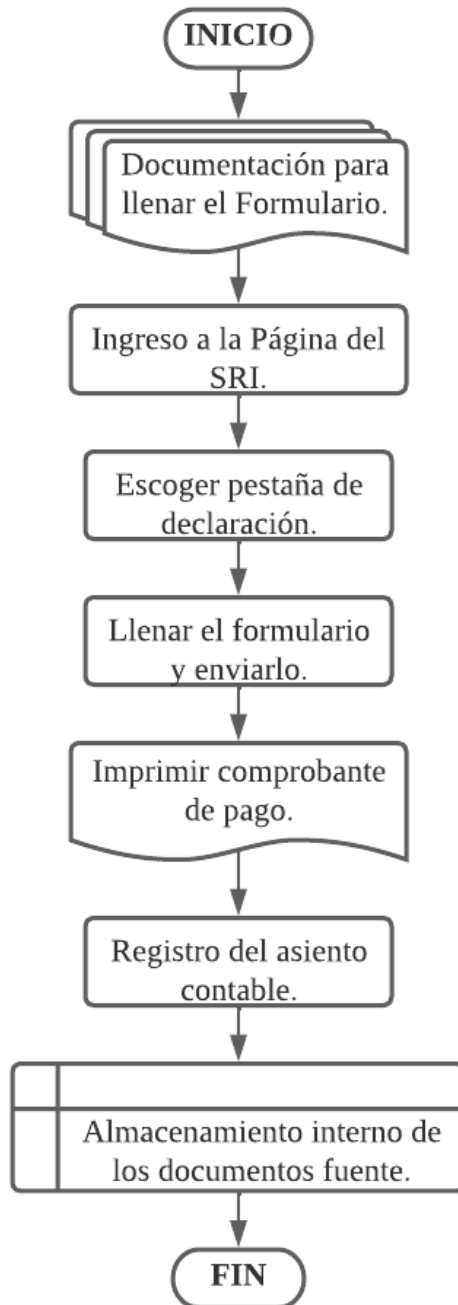 INICIO
Documentación para
llenar el Formulario.
Ingreso a la Página del
SRI.
Escoger pestaña de
declaración.
Llenar el formulario
y enviarlo.
Imprimir comprobante
de pago.
Registro del asiento
contable.
Almacenamiento interno de
los documentos fuente.
FIN